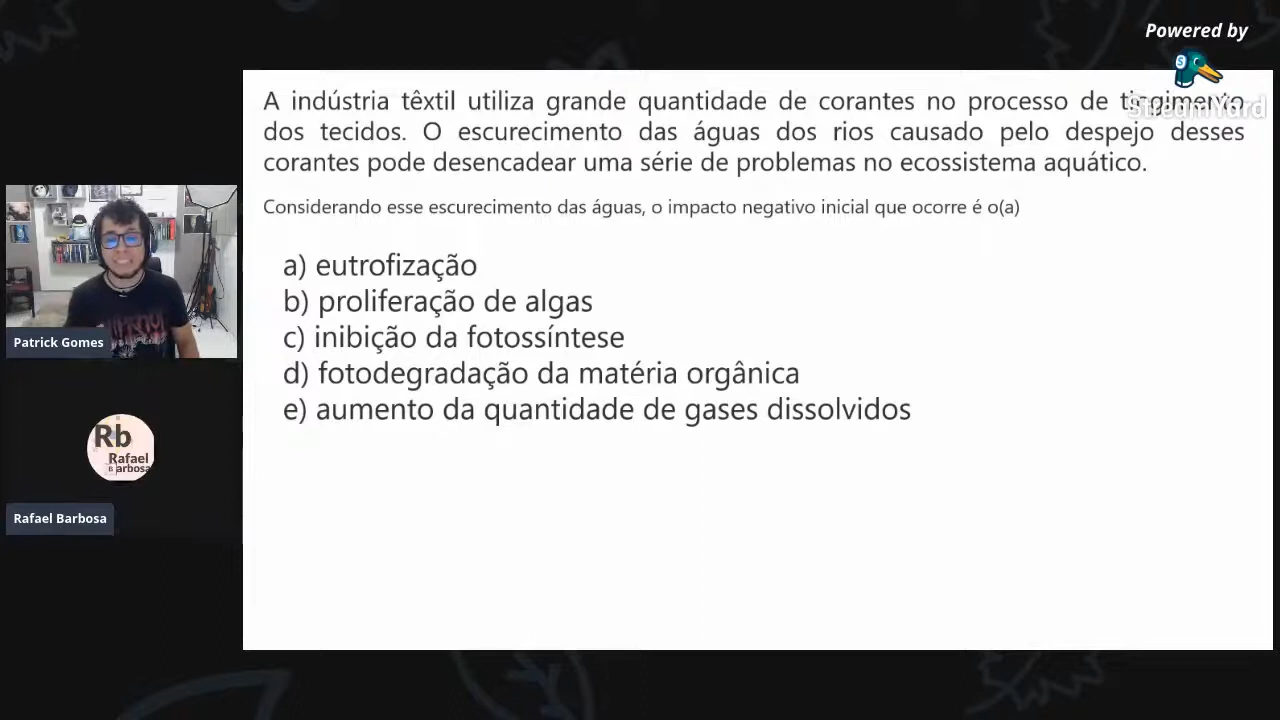 Powered by
StreamYard
A indústria têxtil utiliza grande quantidade de corantes no processo de tingimento
dos tecidos. O escurecimento das águas dos rios causado pelo despejo desses
corantes pode desencadear uma série de problemas no ecossistema aquático.
Considerando esse escurecimento das águas, o impacto negativo inicial que ocorre é o(a)
a) eutrofização
b) proliferação de algas
c) inibição da fotossíntese
d) fotodegradação da matéria orgânica
e) aumento da quantidade de gases dissolvidos
Patrick Gomes
Rb
Rafael
Barbosa
Rafael Barbosa